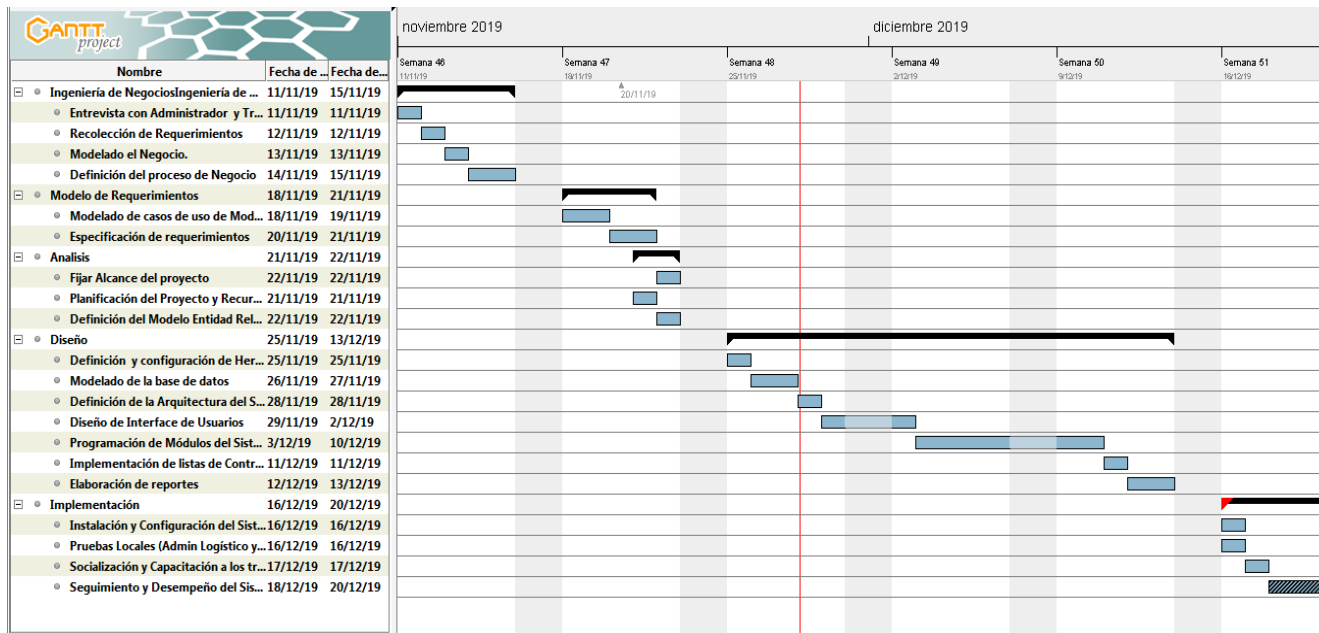 GANTT
project
noviembre 2019 diciembre 2019
Semana 46 Semana 47 Semana 48 Semana 49 Semana 50 Semana 51
11/11/19 18/11/19 25/11/19 2/12/19 9/12/19 16/12/19
Nombre Fecha de ... Fecha de...
20/11/19
Ingeniería de NegociosIngeniería de ... 11/11/19 15/11/19
Entrevista con Administrador y Tr... 11/11/19 11/11/19
Recolección de Requerimientos 12/11/19 12/11/19
Modelado el Negocio. 13/11/19 13/11/19
Definición del proceso de Negocio 14/11/19 15/11/19
Modelo de Requerimientos 18/11/19 21/11/19
Modelado de casos de uso de Mod... 18/11/19 19/11/19
Especificación de requerimientos 20/11/19 21/11/19
Analisis 21/11/19 22/11/19
Fijar Alcance del proyecto 22/11/19 22/11/19
Planificación del Proyecto y Recur... 21/11/19 21/11/19
Definición del Modelo Entidad Rel... 22/11/19 22/11/19
Diseño 25/11/19 13/12/19
Definición y configuración de Her... 25/11/19 25/11/19
Modelado de la base de datos 26/11/19 27/11/19
Definición de la Arquitectura del S... 28/11/19 28/11/19
Diseño de Interface de Usuarios 29/11/19 2/12/19
Programación de Módulos del Sist... 3/12/19 10/12/19
Implementación de listas de Contr... 11/12/19 11/12/19
Elaboración de reportes 12/12/19 13/12/19
Implementación 16/12/19 20/12/19
Instalación y Configuración del Sist... 16/12/19 16/12/19
Pruebas Locales (Admin Logístico y... 16/12/19 16/12/19
Socialización y Capacitación a los tr... 17/12/19 17/12/19
Seguimiento y Desempeño del Sis... 18/12/19 20/12/19